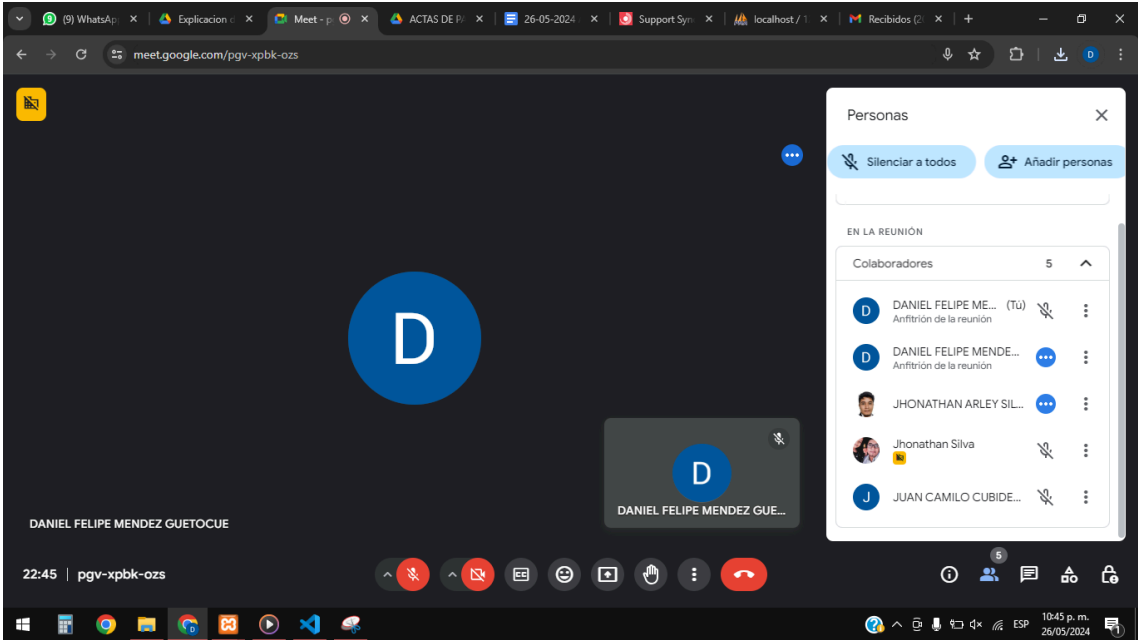 (9) WhatsAp
Explicacion d
Meet - p
ACTAS DE PA
26-05-2024
Support Syn
localhost / 1
Recibidos (2
meet.google.com/pgv-xpbk-ozs
D
Personas
Silenciar a todos
Añadir personas
EN LA REUNIÓN
Colaboradores 5
D DANIEL FELIPE ME... (Tú)
Anfitrión de la reunión
D DANIEL FELIPE MENDE...
Anfitrión de la reunión
JHONATHAN ARLEY SIL...
Jhonathan Silva
J JUAN CAMILO CUBIDE...
D
D
DANIEL FELIPE MENDEZ GUE...
DANIEL FELIPE MENDEZ GUETOCUE
22:45 | pgv-xpbk-ozs
5
ESP
10:45 p. m.
26/05/2024
1